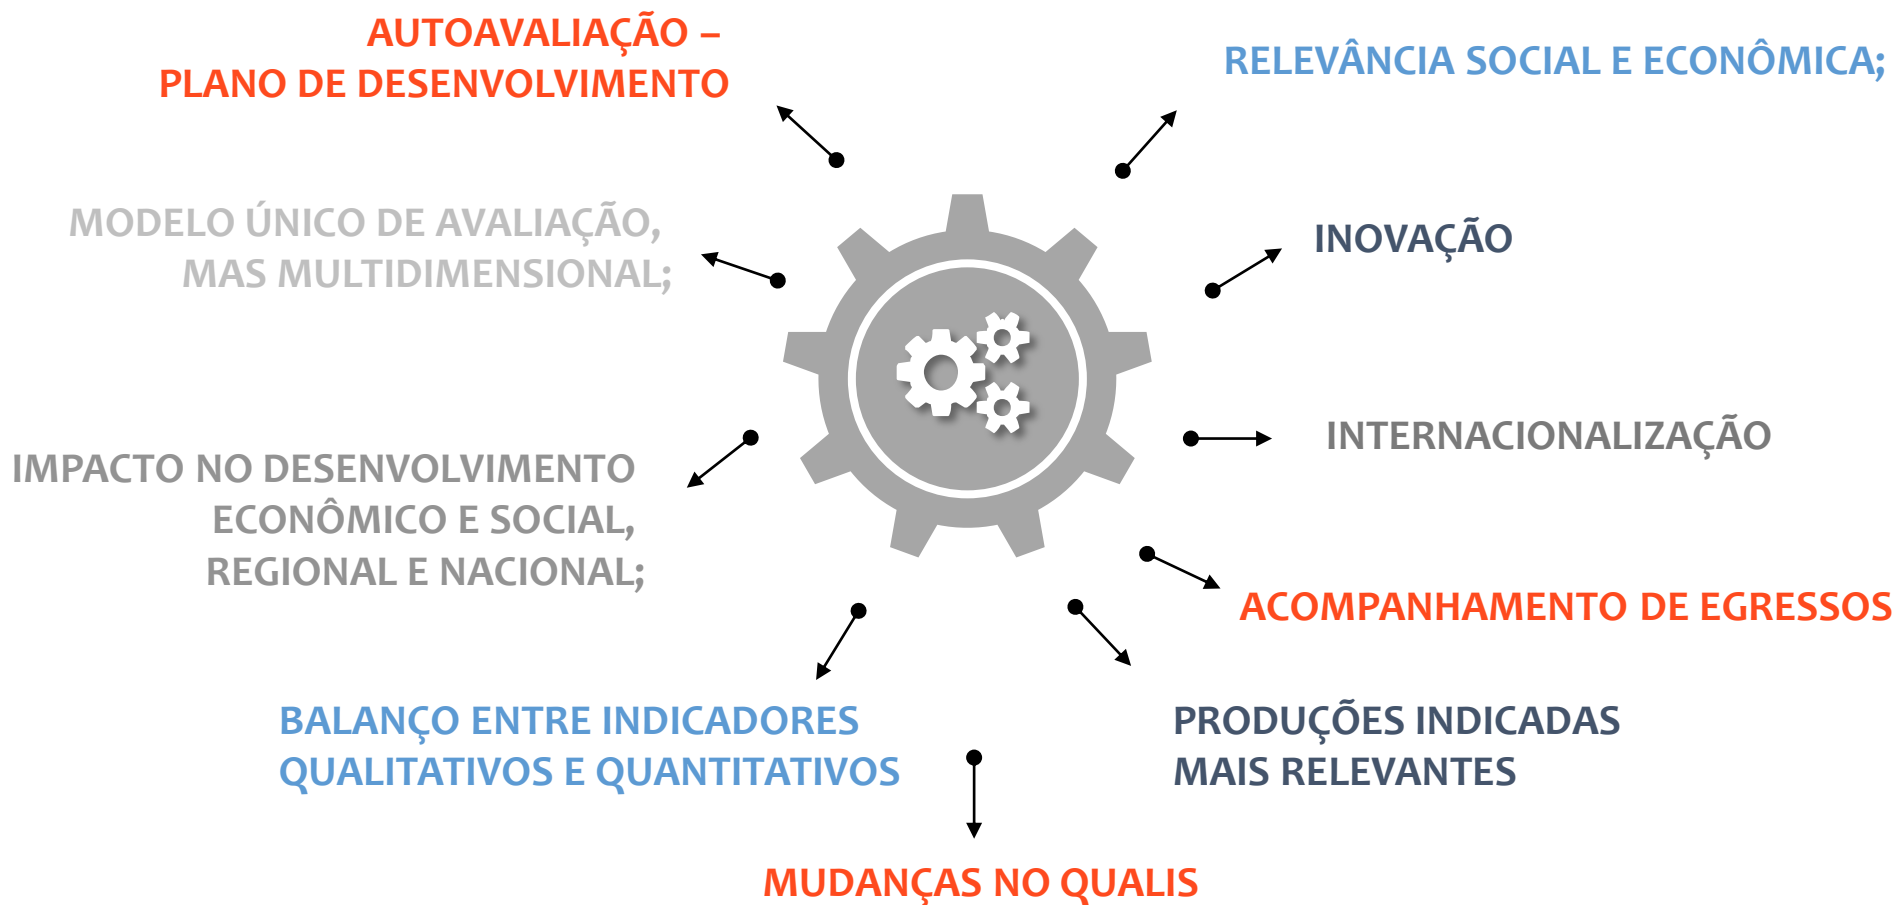 AUTOAVALIAÇÃO –
PLANO DE DESENVOLVIMENTO
RELEVÂNCIA SOCIAL E ECONÔMICA;
MODELO ÚNICO DE AVALIAÇÃO,
MAS MULTIDIMENSIONAL;
INOVAÇÃO
IMPACTO NO DESENVOLVIMENTO
ECONÔMICO E SOCIAL,
REGIONAL E NACIONAL;
INTERNACIONALIZAÇÃO
ACOMPANHAMENTO DE EGRESSOS
BALANÇO ENTRE INDICADORES
QUALITATIVOS E QUANTITATIVOS
PRODUÇÕES INDICADAS
MAIS RELEVANTES
MUDANÇAS NO QUALIS